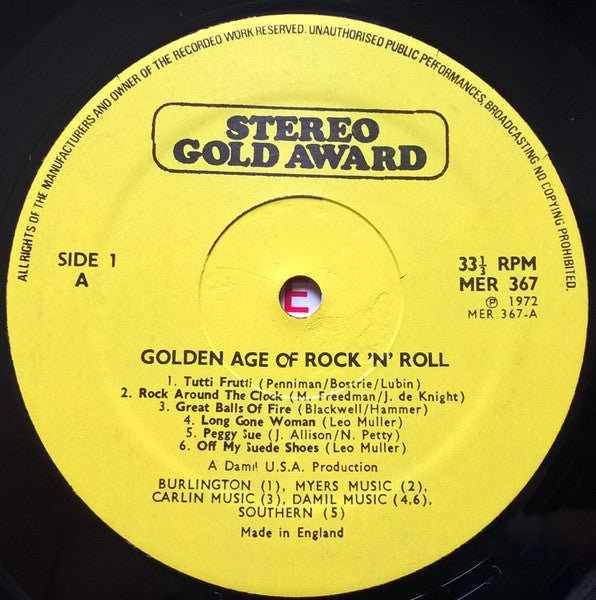 ALL RIGHTS OF THE MANUFACTURERS AND OWNER OF THE RECORDED WORK RESERVED. UNAUTHORISED PUBLIC PERFORMANCES, BROADCASTING AND COPYING PROHIBITED.
STEREO
GOLD AWARD
SIDE 1
A
33⅓ RPM
MER 367
℗ 1972
MER 367-A
E
GOLDEN AGE OF ROCK 'N' ROLL
1. Tutti Frutti (Penniman/Bostrie/Lubin)
2. Rock Around The Clock (M. Freedman/J. de Knight)
3. Great Balls Of Fire (Blackwell/Hammer)
4. Long Gone Woman (Leo Muller)
5. Peggy Sue (J. Allison/N. Petty)
6. Off My Suede Shoes (Leo Muller)
A Damil U.S.A. Production
BURLINGTON (1), MYERS MUSIC (2),
CARLIN MUSIC (3), DAMIL MUSIC (4,6),
SOUTHERN (5)
Made in England